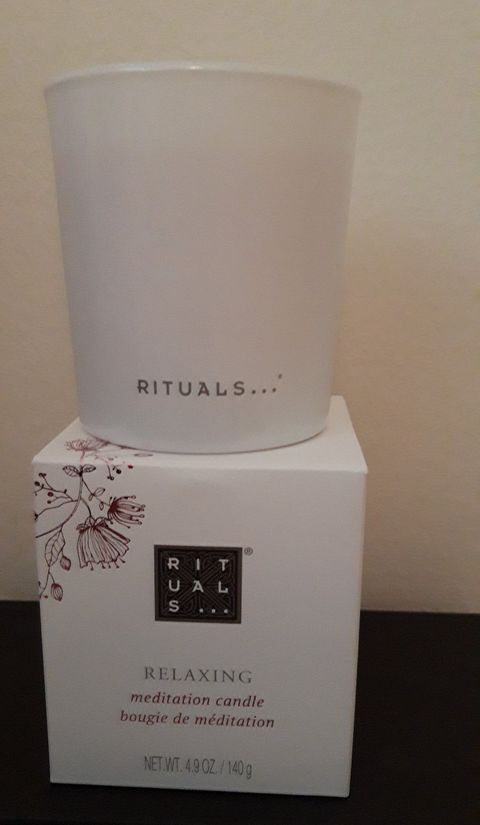 RITUALS...
RIT
UAL
S...
®
RELAXING
meditation candle
bougie de méditation
NET.WT. 4.9 OZ. / 140 g